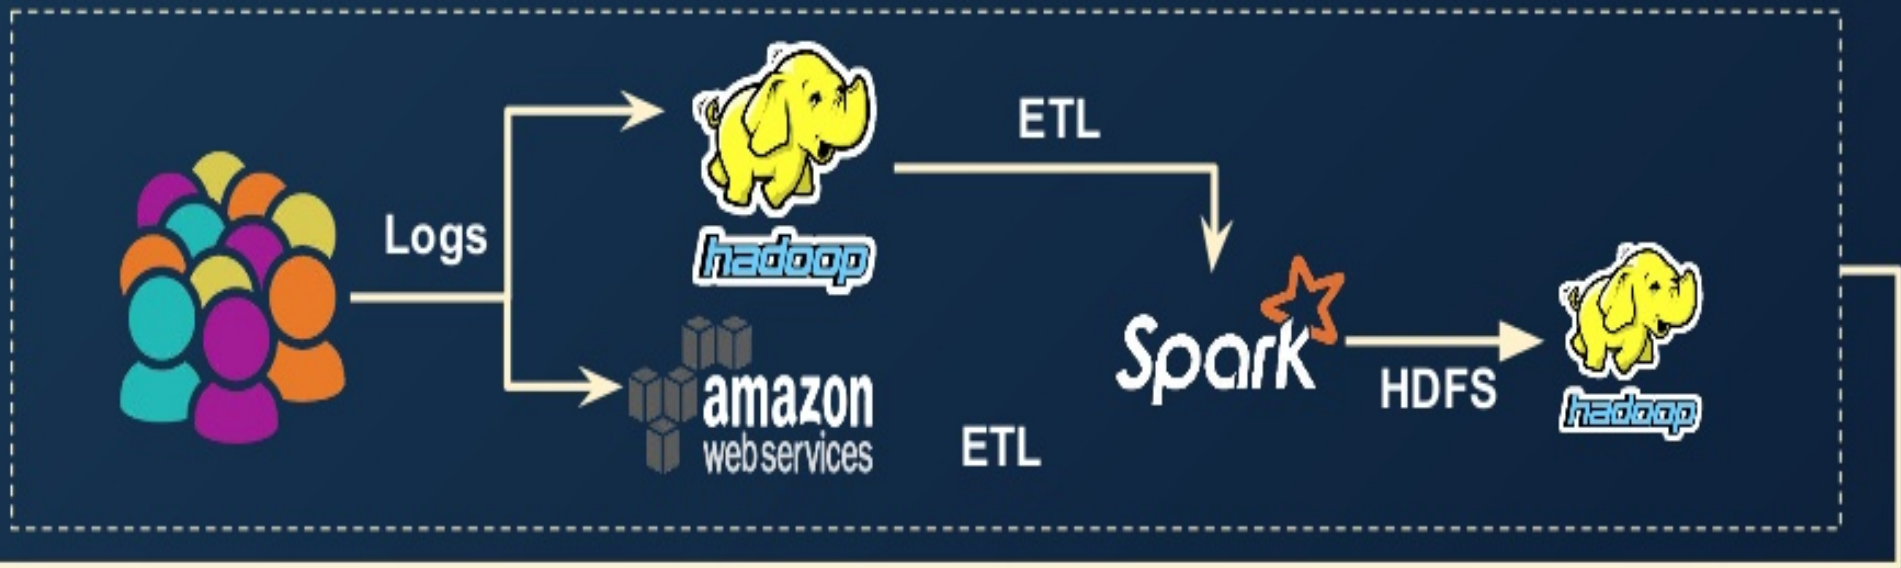 Logs
hadoop
ETL
amazon
webservices
ETL
Spark
HDFS
hadoop